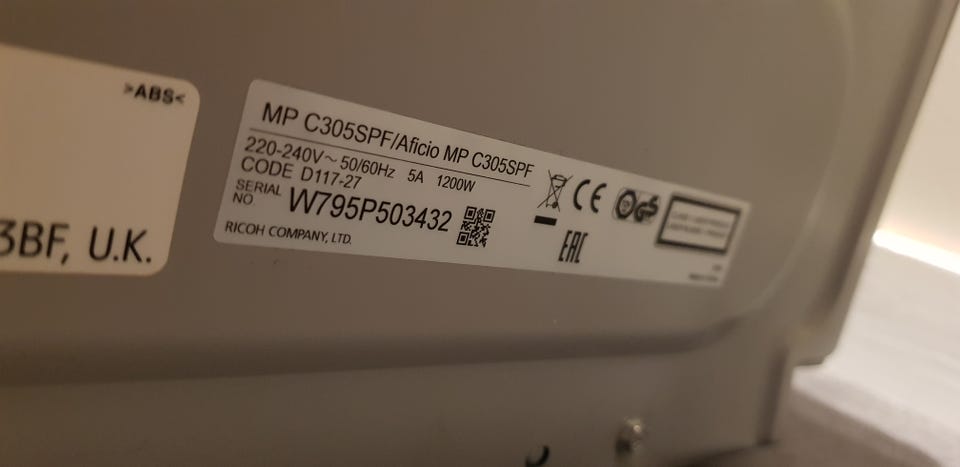 >ABS<
3BF, U.K.
MP C305SPF/Aficio MP C305SPF
220-240V~ 50/60Hz 5A 1200W
CODE D117-27
SERIAL NO. W795P503432
RICOH COMPANY, LTD.
CE
GS
EAC